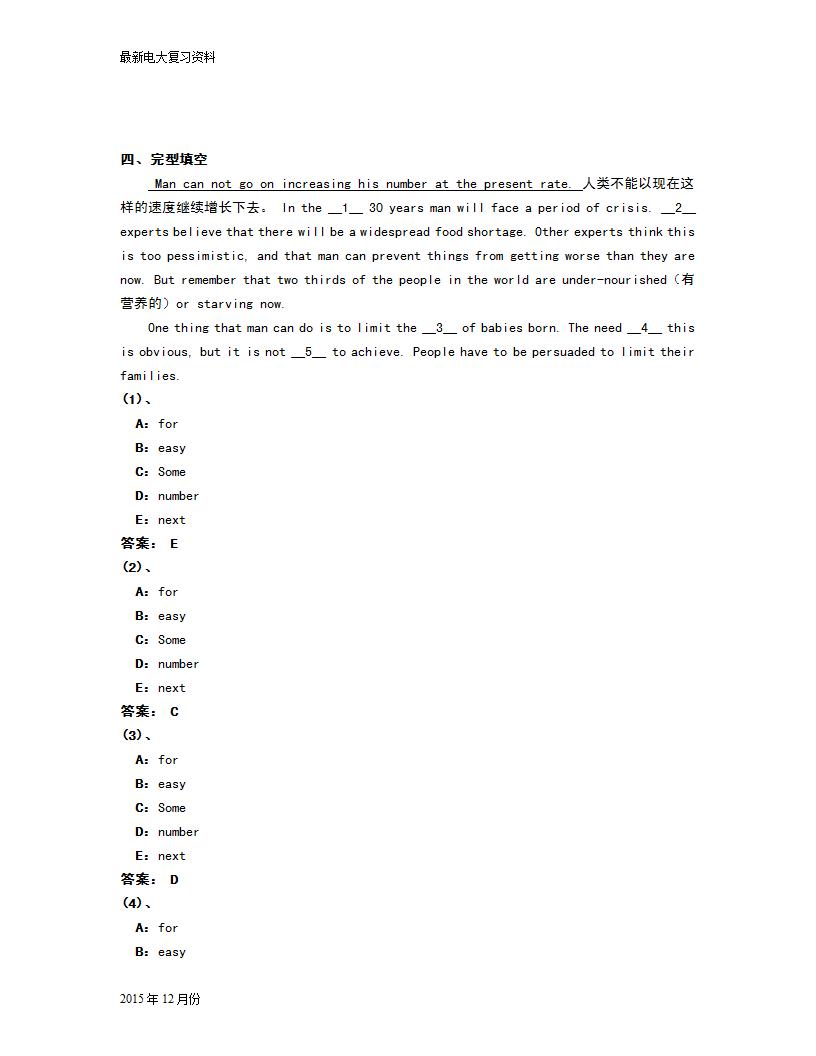 最新电大复习资料
四、完型填空
Man can not go on increasing his number at the present rate. 人类不能以现在这
样的速度继续增长下去。 In the __1__ 30 years man will face a period of crisis. __2__
experts believe that there will be a widespread food shortage. Other experts think this
is too pessimistic, and that man can prevent things from getting worse than they are
now. But remember that two thirds of the people in the world are under-nourished（有
营养的）or starving now.
One thing that man can do is to limit the __3__ of babies born. The need __4__ this
is obvious, but it is not __5__ to achieve. People have to be persuaded to limit their
families.
(1)、
A：for
B：easy
C：Some
D：number
E：next
答案： E
(2)、
A：for
B：easy
C：Some
D：number
E：next
答案： C
(3)、
A：for
B：easy
C：Some
D：number
E：next
答案： D
(4)、
A：for
B：easy
2015 年 12 月份